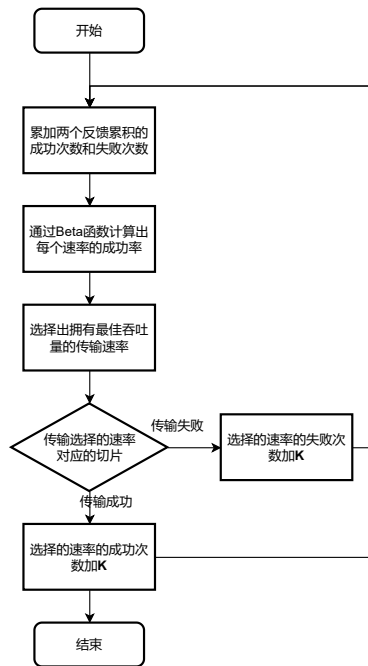 开始
累加两个反馈累积的
成功次数和失败次数
通过Beta函数计算出
每个速率的成功率
选择出拥有最佳吞吐
量的传输速率
传输选择的速率
对应的切片
传输失败
选择的速率的失败次
数加K
传输成功
选择的速率的成功次
数加K
结束